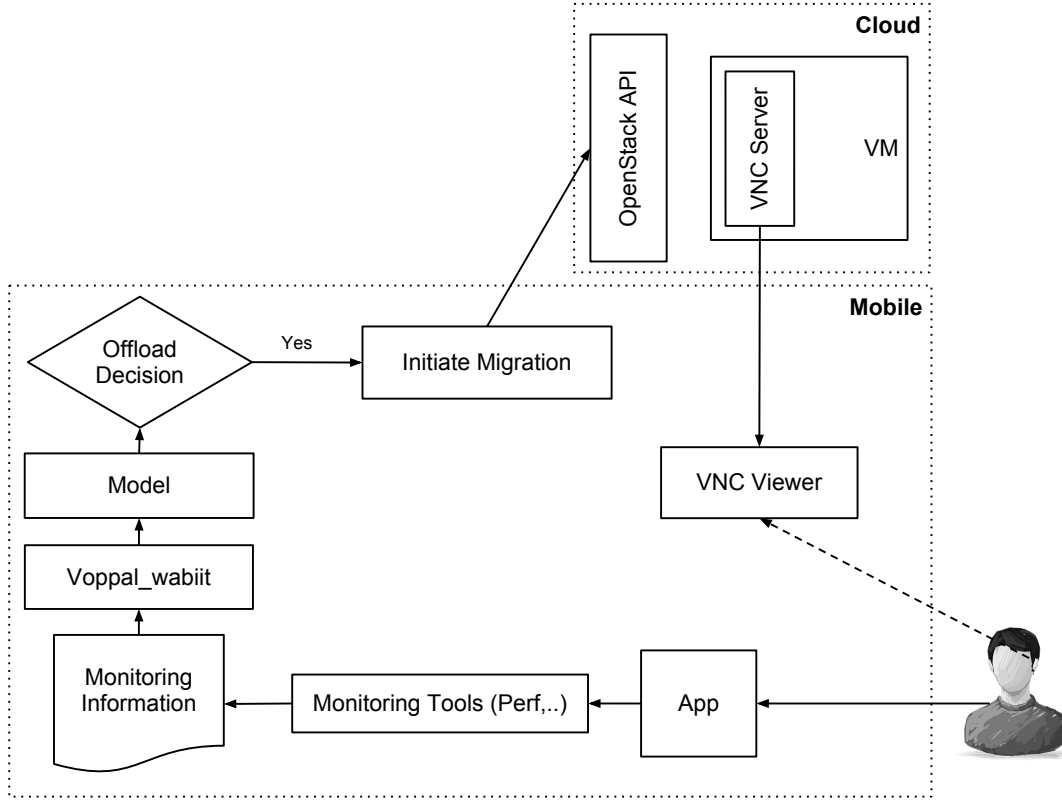 Cloud
OpenStack API
VNC Server
VM
Mobile
Offload
Decision
Yes
Initiate Migration
Model
VNC Viewer
Voppal_wabiit
Monitoring
Information
Monitoring Tools (Perf,..)
App